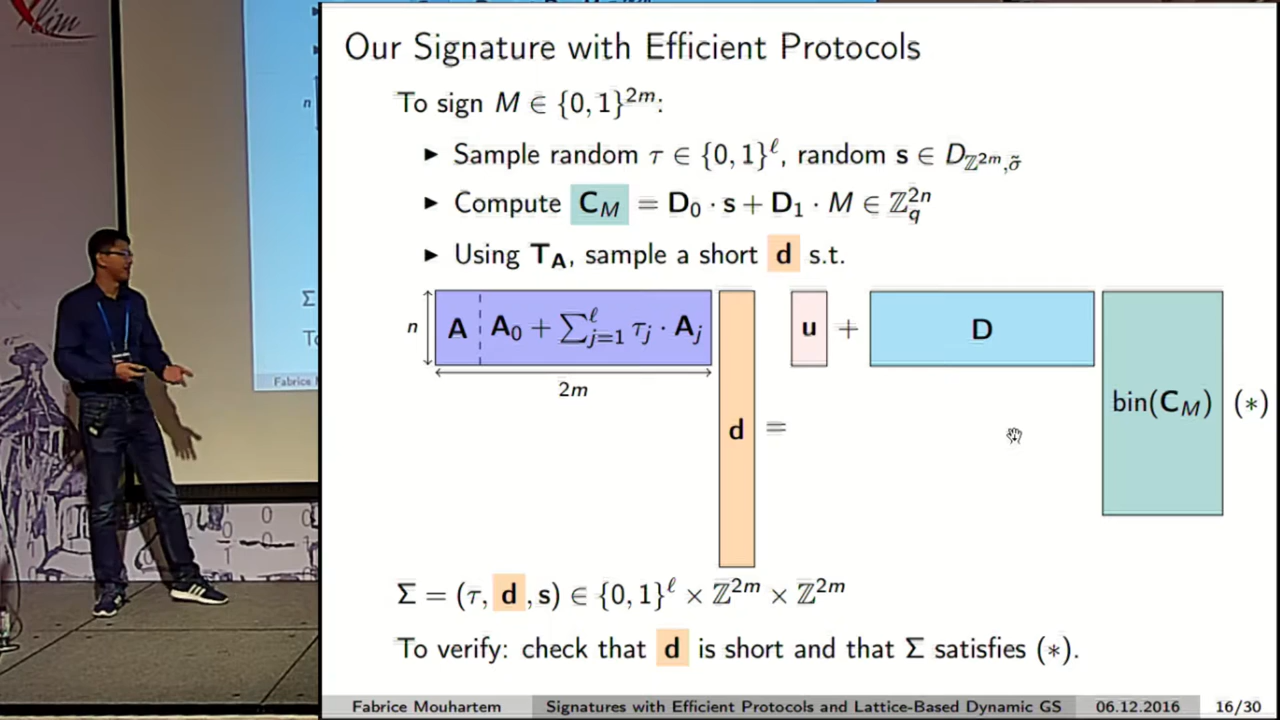 Xlim
Our Signature with Efficient Protocols
To sign M ∈ {0, 1}^{2m}:
► Sample random τ ∈ {0, 1}^ℓ, random s ∈ D_{ℤ^{2m}, σ̃}
► Compute C_M = D_0 · s + D_1 · M ∈ ℤ_q^{2n}
► Using T_A, sample a short d s.t.
n A A_0 + ∑_{j=1}^ℓ τ_j · A_j u + D
2m
d = bin(C_M) (∗)
Σ = (τ, d, s) ∈ {0, 1}^ℓ × ℤ^{2m} × ℤ^{2m}
To verify: check that d is short and that Σ satisfies (∗).
Fabrice Mouhartem Signatures with Efficient Protocols and Lattice-Based Dynamic GS 06.12.2016 16/30
n
Σ
To
Fabrice M